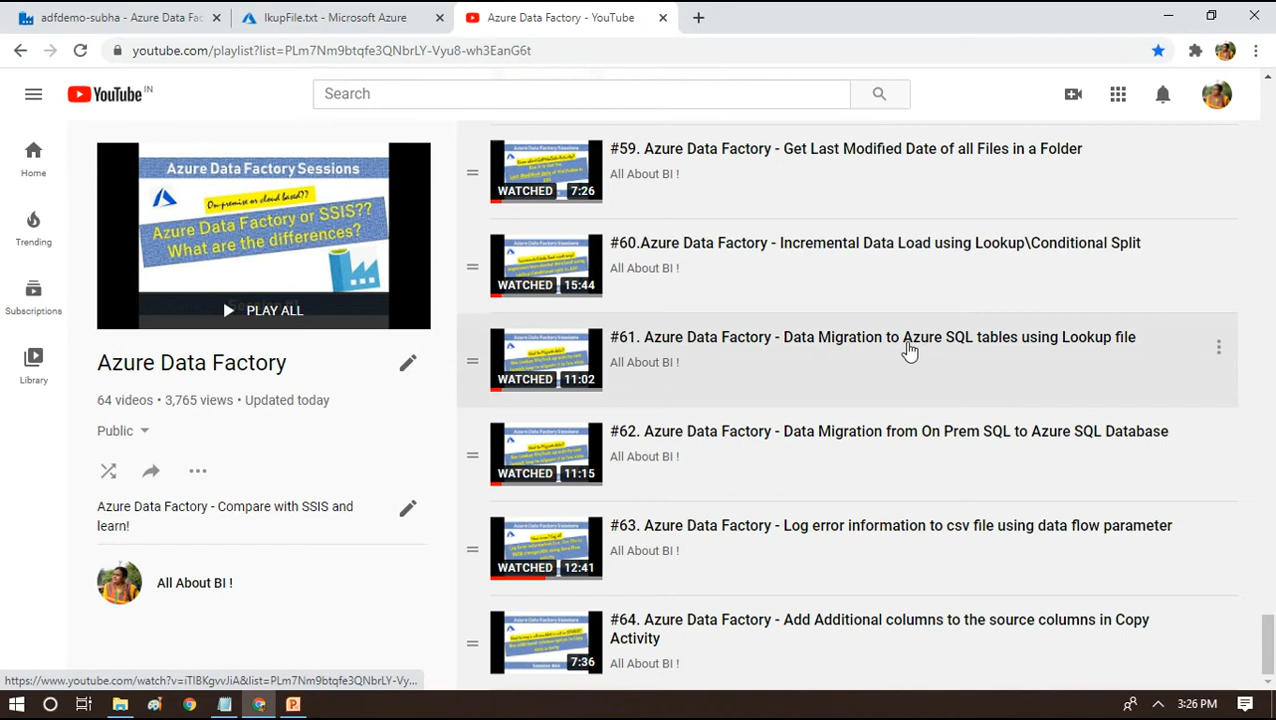 adfdemo-subha - Azure Data Fac
lkupFile.txt - Microsoft Azure
Azure Data Factory - YouTube
youtube.com/playlist?list=PLm7Nm9btqfe3QNbrLY-Vyu8-wh3EanG6t
YouTube IN
Search
Home
Trending
Subscriptions
Library
Azure Data Factory Sessions
On premise or cloud based??
Azure Data Factory or SSIS??
What are the differences?
PLAY ALL
Azure Data Factory
64 videos • 3,765 views • Updated today
Public
Azure Data Factory - Compare with SSIS and
learn!
All About BI !
#59. Azure Data Factory - Get Last Modified Date of all Files in a Folder
All About BI !
WATCHED 7:26
#60.Azure Data Factory - Incremental Data Load using Lookup\Conditional Split
All About BI !
WATCHED 15:44
#61. Azure Data Factory - Data Migration to Azure SQL tables using Lookup file
All About BI !
WATCHED 11:02
#62. Azure Data Factory - Data Migration from On Prem SQL to Azure SQL Database
All About BI !
WATCHED 11:15
#63. Azure Data Factory - Log error information to csv file using data flow parameter
All About BI !
WATCHED 12:41
#64. Azure Data Factory - Add Additional columns to the source columns in Copy
Activity
All About BI !
7:36
https://www.youtube.com/watch?v=iTlBKgvvJiA&list=PLm7Nm9btqfe3QNbrLY-Vy...
3:26 PM